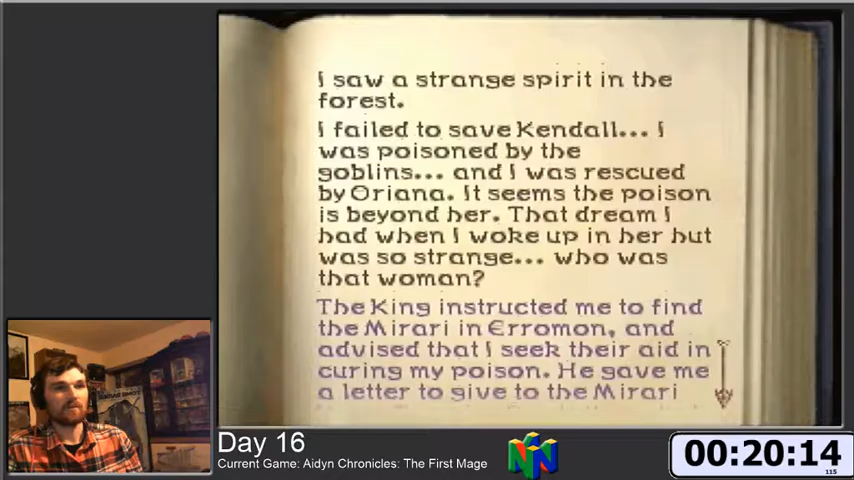 I saw a strange spirit in the
forest.
I failed to save Kendall... I
was poisoned by the
goblins... and I was rescued
by Oriana. It seems the poison
is beyond her. That dream I
had when I woke up in her hut
was so strange... who was
that woman?
The King instructed me to find
the Mirari in Erromon, and
advised that I seek their aid in
curing my poison. He gave me
a letter to give to the Mirari
Day 16
Current Game: Aidyn Chronicles: The First Mage
00:20:14
115